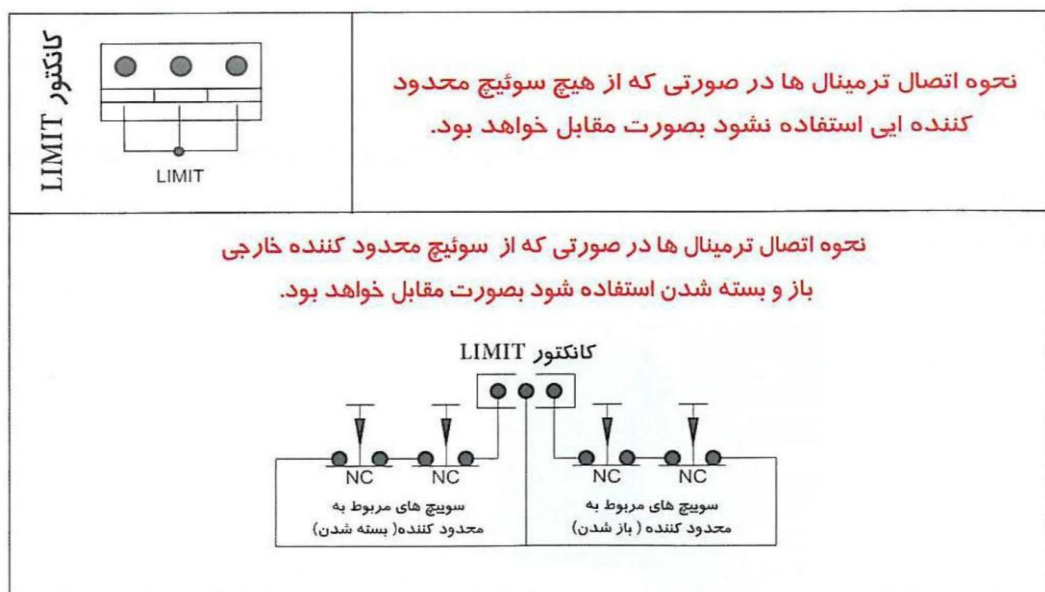 نحوه اتصال ترمینال ها در صورتی که از هیچ سوئیچ محدود
کننده ایی استفاده نشود بصورت مقابل خواهد بود.
کانکتور LIMIT
LIMIT
نحوه اتصال ترمینال ها در صورتی که از سوئیچ محدود کننده خارجی
باز و بسته شدن استفاده شود بصورت مقابل خواهد بود.
کانکتور LIMIT
NC NC NC NC
سوییچ های مربوط به
محدود کننده ( باز شدن)
سوییچ های مربوط به
محدود کننده( بسته شدن)